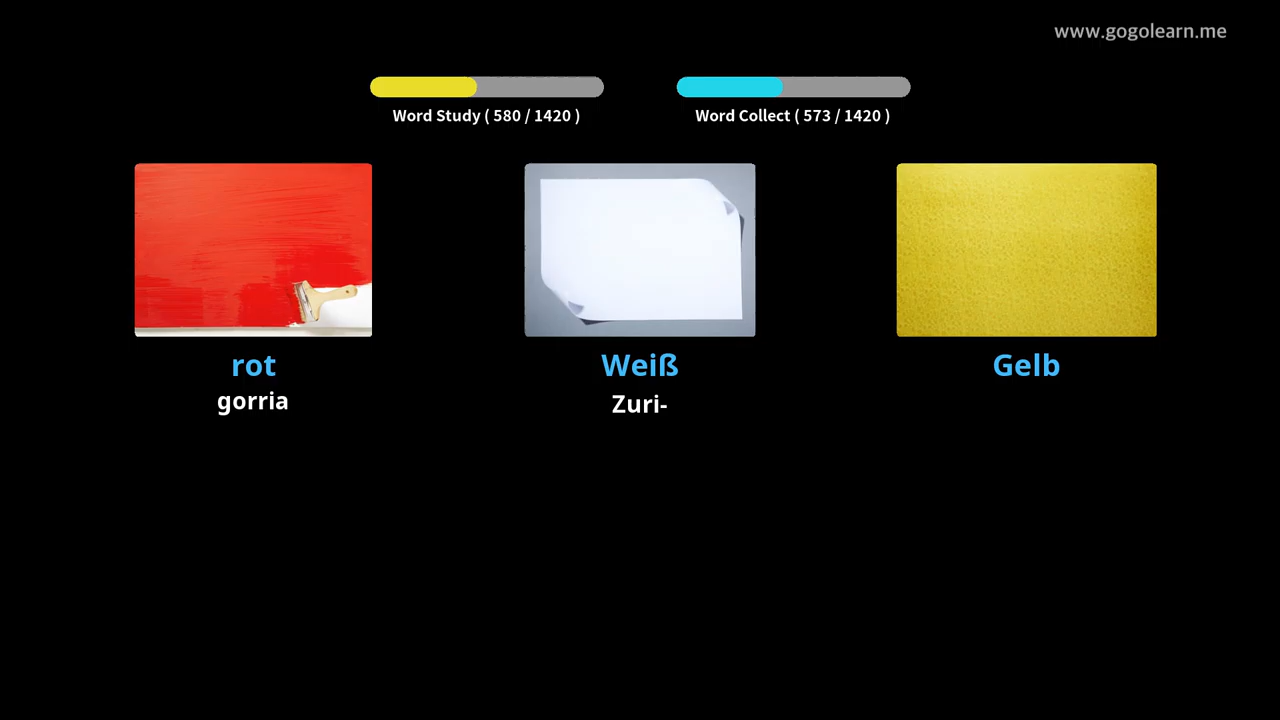 www.gogolearn.me
Word Study ( 580 / 1420 )
Word Collect ( 573 / 1420 )
rot
gorria
Weiß
Zuri-
Gelb